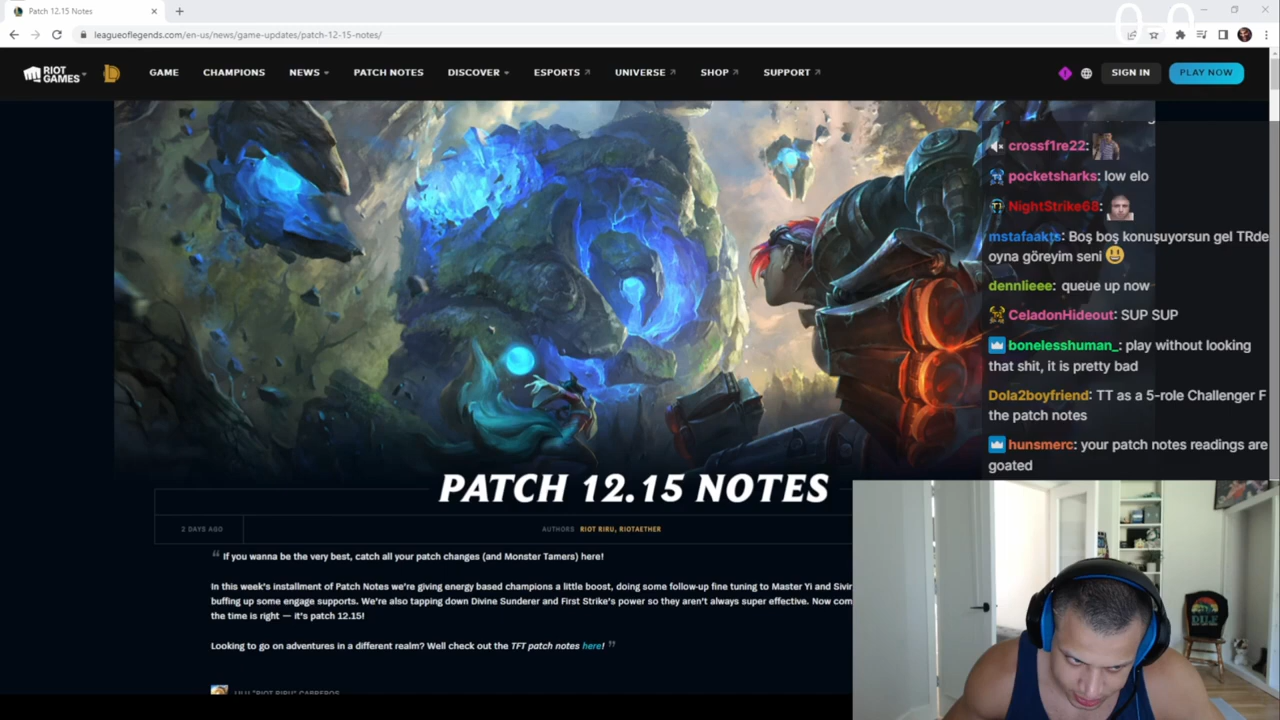 Patch 12.15 Notes
0-0
leagueoflegends.com/en-us/news/game-updates/patch-12-15-notes/
RIOT GAMES
GAME
CHAMPIONS
NEWS
PATCH NOTES
DISCOVER
ESPORTS
UNIVERSE
SHOP
SUPPORT
SIGN IN
PLAY NOW
crossf1re22:
pocketsharks: low elo
NightStrike68:
mstafaakts: Boş boş konuşuyorsun gel TRde
oyna göreyim seni
dennlieee: queue up now
CeladonHideout: SUP SUP
bonelesshuman_: play without looking
that shit, it is pretty bad
Dola2boyfriend: TT as a 5-role Challenger F
the patch notes
hunsmerc: your patch notes readings are
goated
PATCH 12.15 NOTES
2 DAYS AGO
AUTHORS RIOT RIRU, RIOTAETHER
“ If you wanna be the very best, catch all your patch changes (and Monster Tamers) here!
In this week's installment of Patch Notes we're giving energy based champions a little boost, doing some follow-up fine tuning to Master Yi and Sivir
buffing up some engage supports. We're also tapping down Divine Sunderer and First Strike's power so they aren't always super effective. Now com
the time is right — it's patch 12.15!
Looking to go on adventures in a different realm? Well check out the TFT patch notes here! ”
LILU "RIOT RIRU" CABREROS